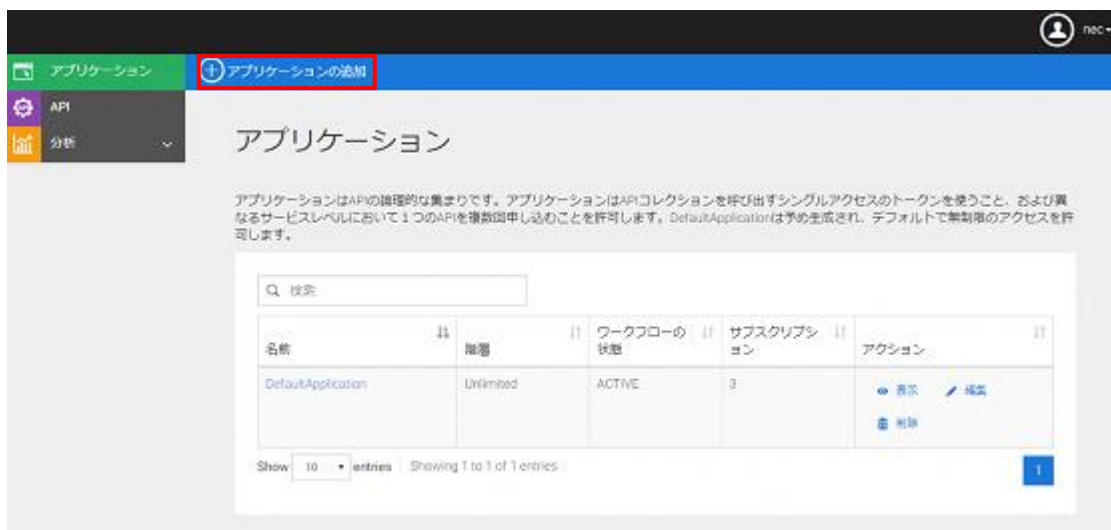 nec
アプリケーション
アプリケーションの追加
API
分析
アプリケーション
アプリケーションはAPIの論理的な集まりです。アプリケーションはAPIコレクションを呼び出すシングルアクセスのトークンを使うこと、および異
なるサービスレベルにおいて１つのAPIを複数回申し込むことを許可します。DefaultApplicationは予め生成され、デフォルトで無制限のアクセスを許
可します。
検索
名前 階層 ワークフローの状態 サブスクリプション アクション
DefaultApplication Unlimited ACTIVE 3 表示 編集
削除
Show 10 entries Showing 1 to 1 of 1 entries 1